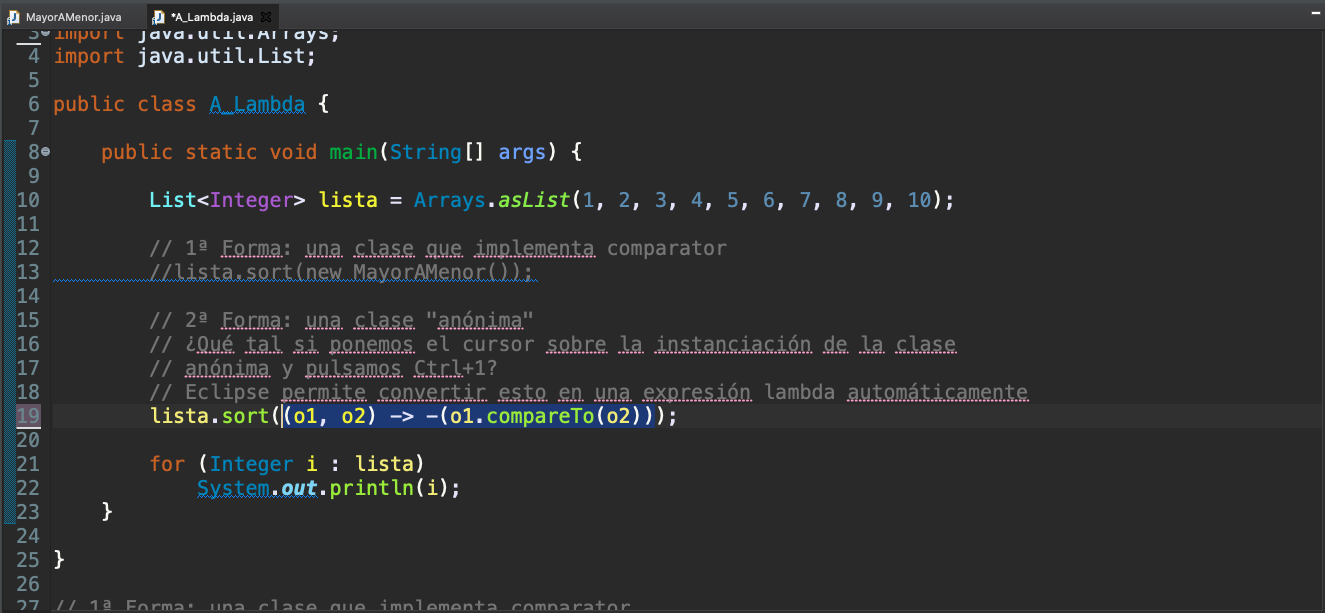 MayorAMenor.java
*A_Lambda.java
3 import java.util.Arrays;
4 import java.util.List;
5
6 public class A_Lambda {
7
8 public static void main(String[] args) {
9
10 List<Integer> lista = Arrays.asList(1, 2, 3, 4, 5, 6, 7, 8, 9, 10);
11
12 // 1ª Forma: una clase que implementa comparator
13 //lista.sort(new MayorAMenor());
14
15 // 2ª Forma: una clase "anónima"
16 // ¿Qué tal si ponemos el cursor sobre la instanciación de la clase
17 // anónima y pulsamos Ctrl+1?
18 // Eclipse permite convertir esto en una expresión lambda automáticamente
19 lista.sort((o1, o2) -> -(o1.compareTo(o2)));
20
21 for (Integer i : lista)
22 System.out.println(i);
23 }
24
25 }
26
27 // 1ª Forma: una clase que implementa comparator